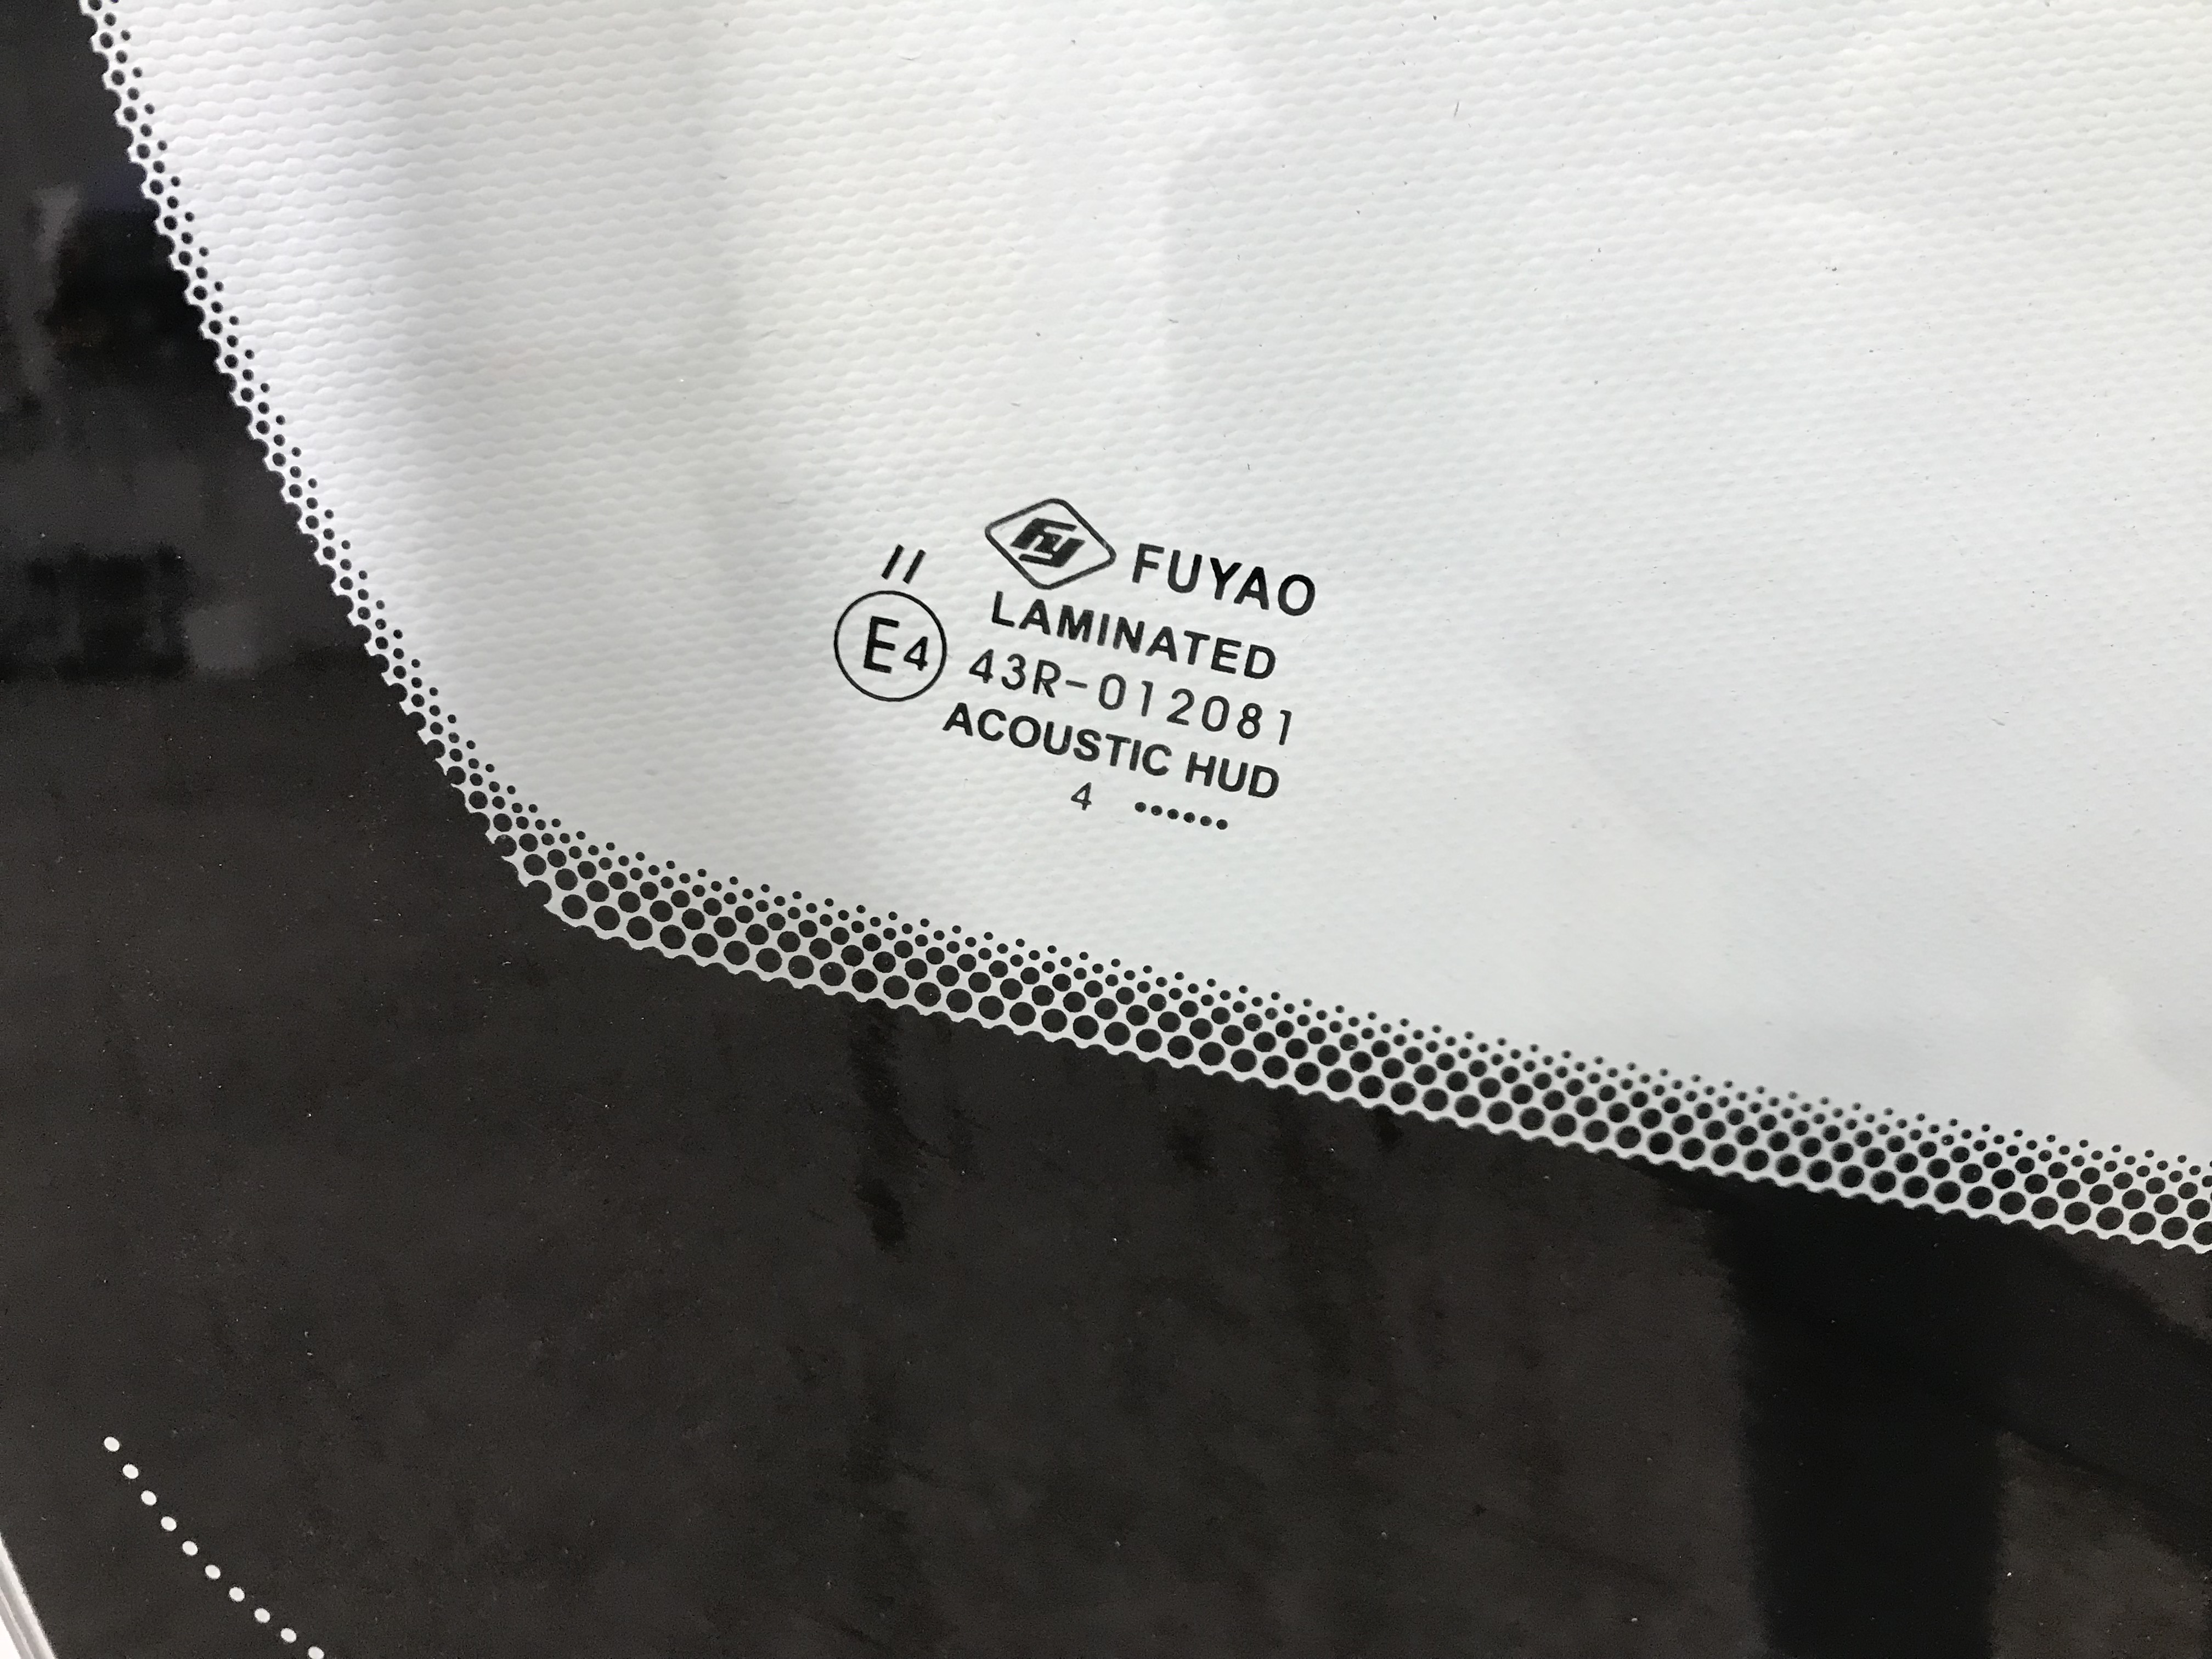 fy FUYAO
II
LAMINATED
E4 43R-012081
ACOUSTIC HUD
4 ••••••